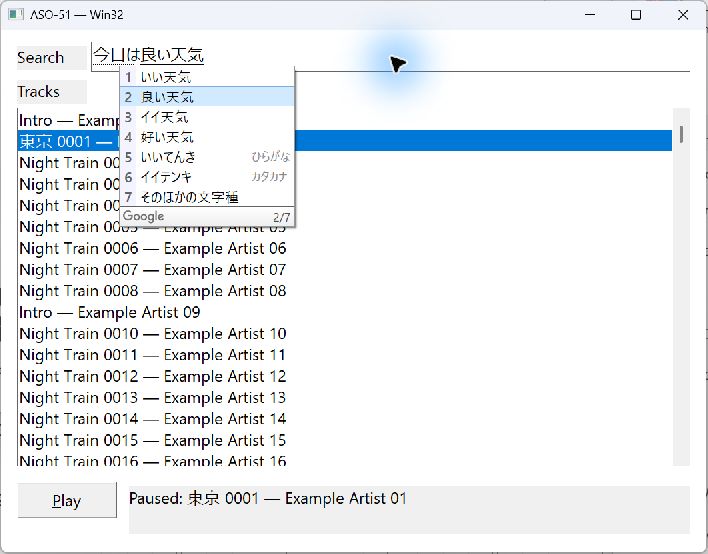 ASO-51 — Win32
Search
今日は良い天気
1 いい天気
2 良い天気
3 イイ天気
4 好い天気
5 いいてんき ひらがな
6 イイテンキ カタカナ
7 そのほかの文字種
Google 2/7
Tracks
Intro — Examp
東京 0001 —
Night Train 00
Night Train 00
Night Train 00
Night Train 0005 — Example Artist 05
Night Train 0006 — Example Artist 06
Night Train 0007 — Example Artist 07
Night Train 0008 — Example Artist 08
Intro — Example Artist 09
Night Train 0010 — Example Artist 10
Night Train 0011 — Example Artist 11
Night Train 0012 — Example Artist 12
Night Train 0013 — Example Artist 13
Night Train 0014 — Example Artist 14
Night Train 0015 — Example Artist 15
Night Train 0016 — Example Artist 16
Play
Paused: 東京 0001 — Example Artist 01